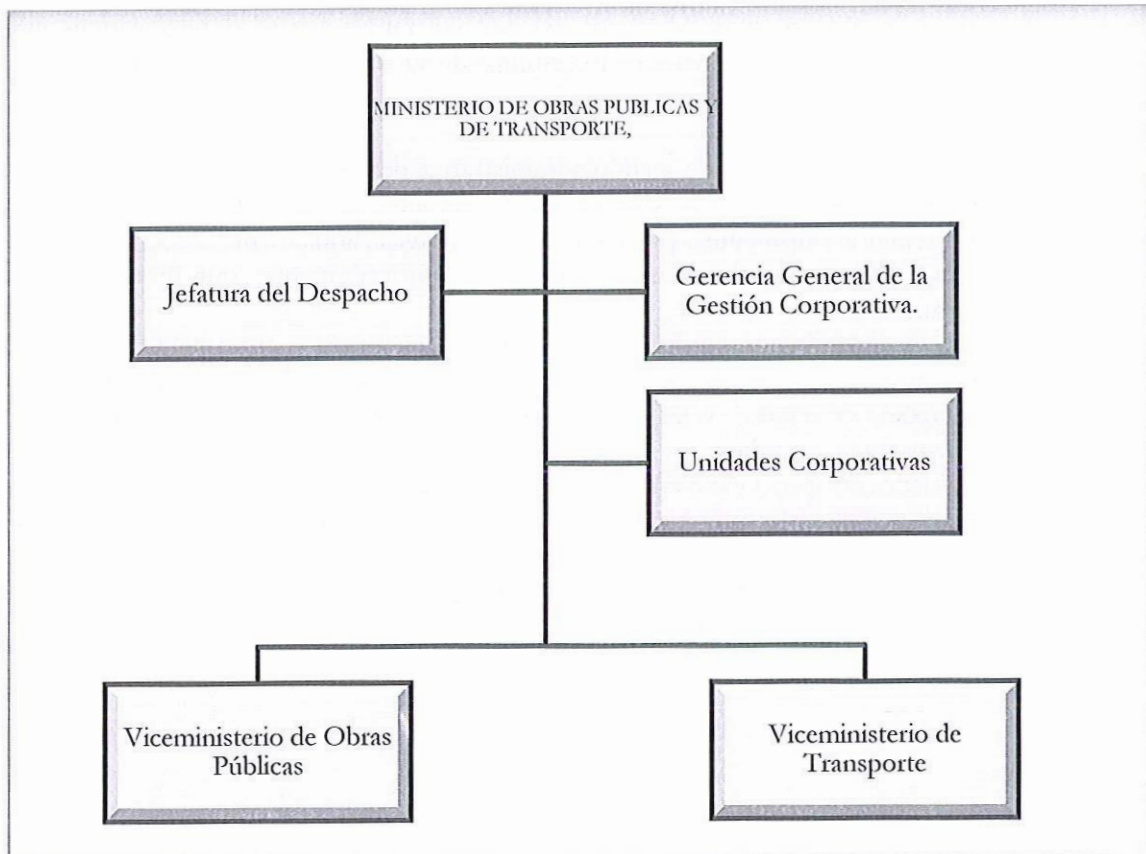 MINISTERIO DE OBRAS PUBLICAS Y
DE TRANSPORTE,
Jefatura del Despacho
Gerencia General de la
Gestión Corporativa.
Unidades Corporativas
Viceministerio de Obras
Públicas
Viceministerio de
Transporte